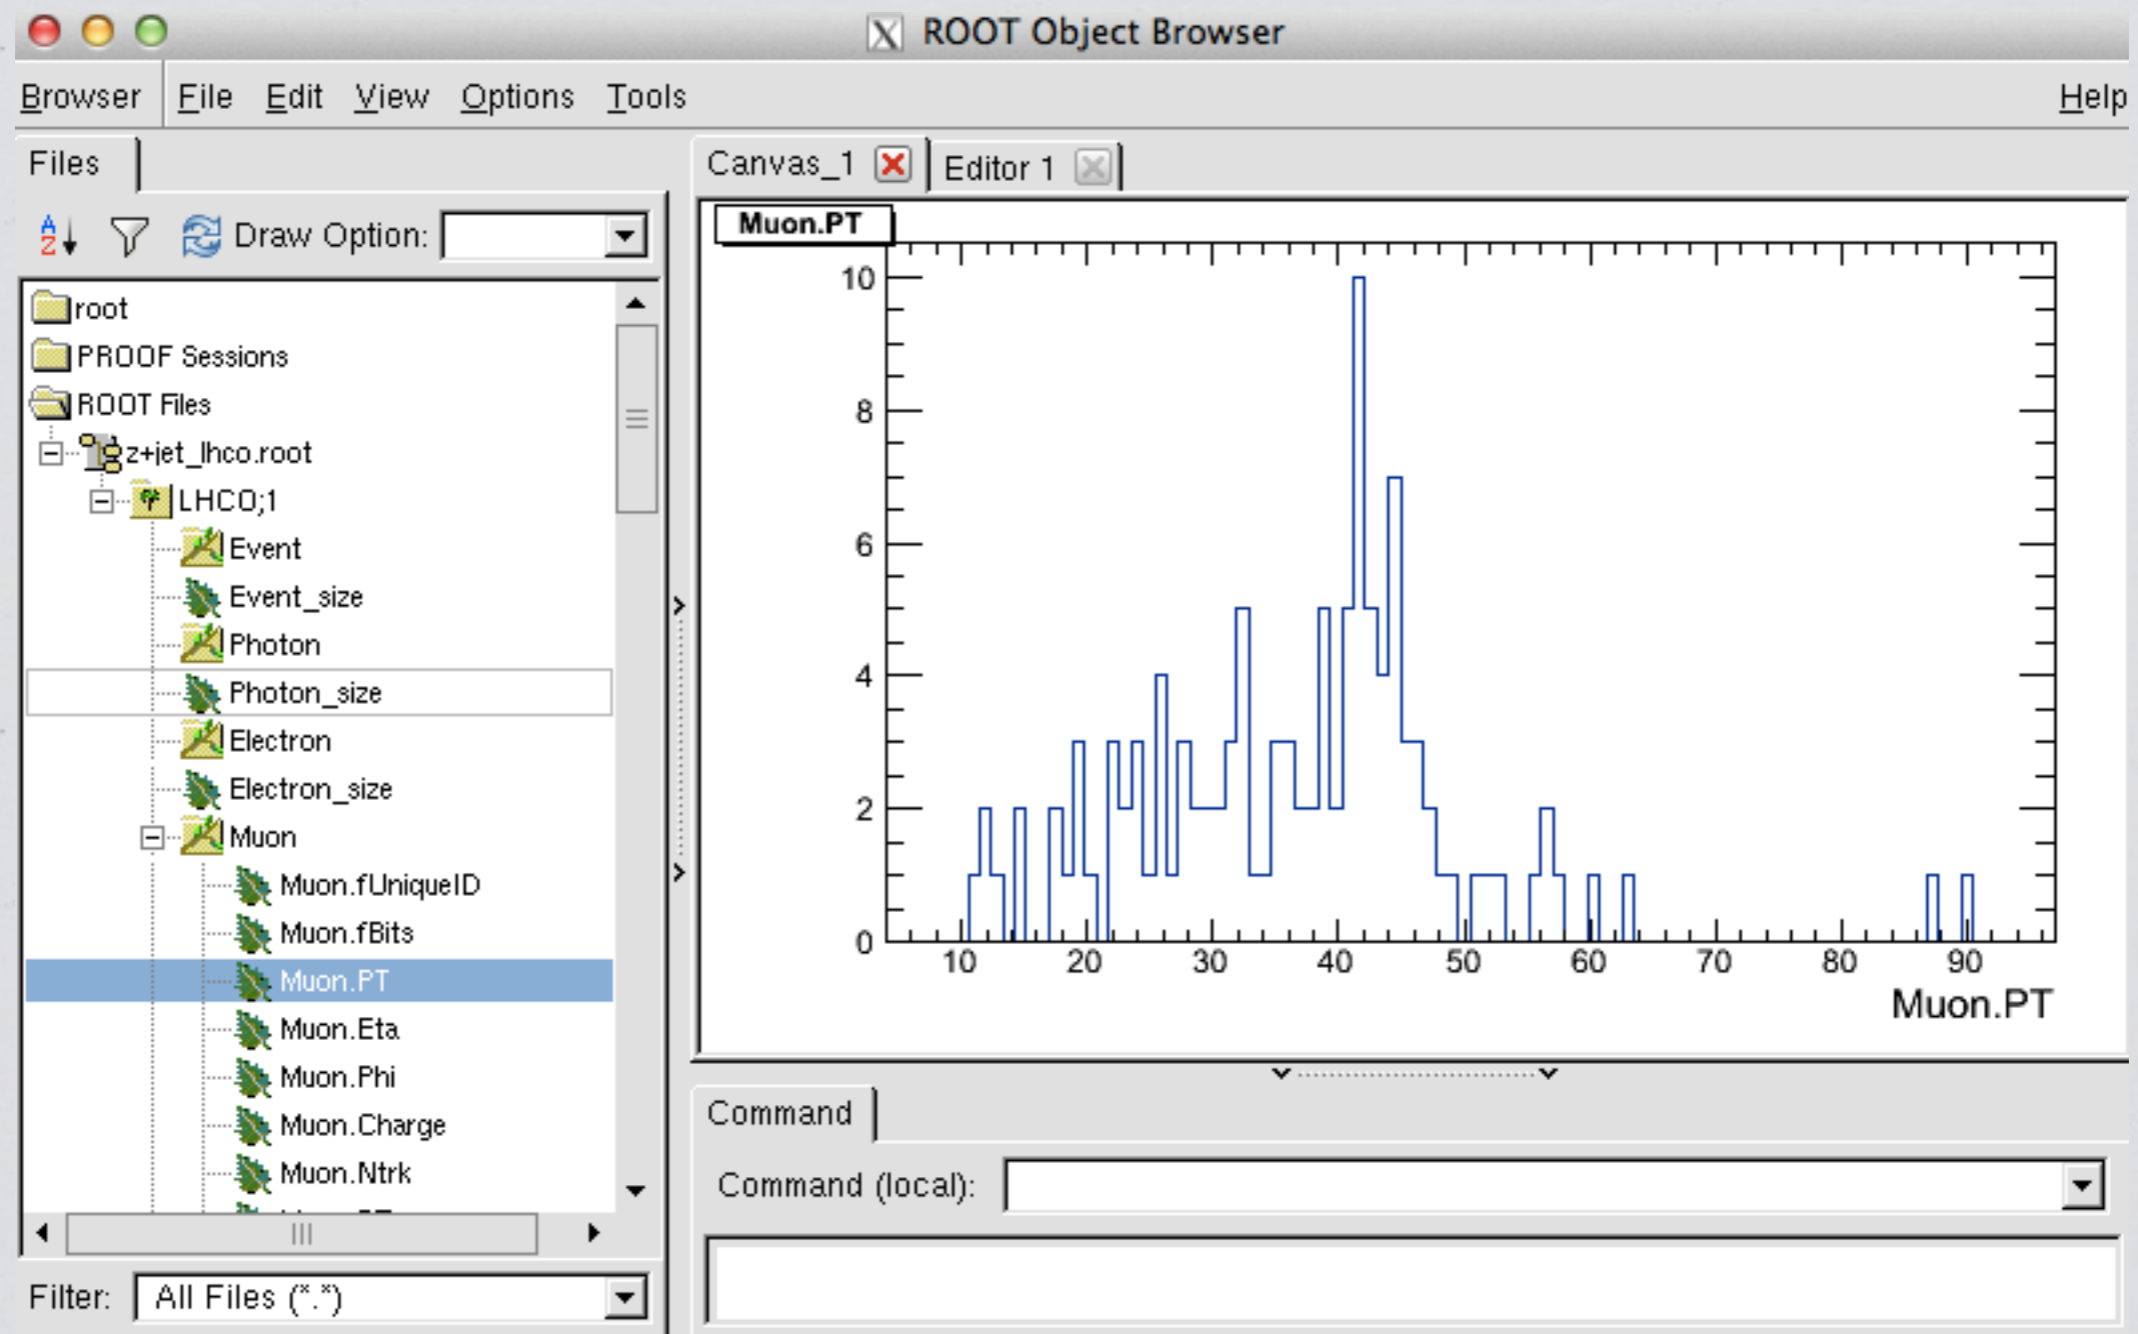 X ROOT Object Browser
Browser File Edit View Options Tools Help
Files
Canvas_1 Editor 1
Draw Option:
root
PROOF Sessions
ROOT Files
z+jet_lhco.root
LHCO;1
Event
Event_size
Photon
Photon_size
Electron
Electron_size
Muon
Muon.fUniqueID
Muon.fBits
Muon.PT
Muon.Eta
Muon.Phi
Muon.Charge
Muon.Ntrk
Filter: All Files (*.*)
Muon.PT
10
8
6
4
2
0
10 20 30 40 50 60 70 80 90
Muon.PT
Command
Command (local):